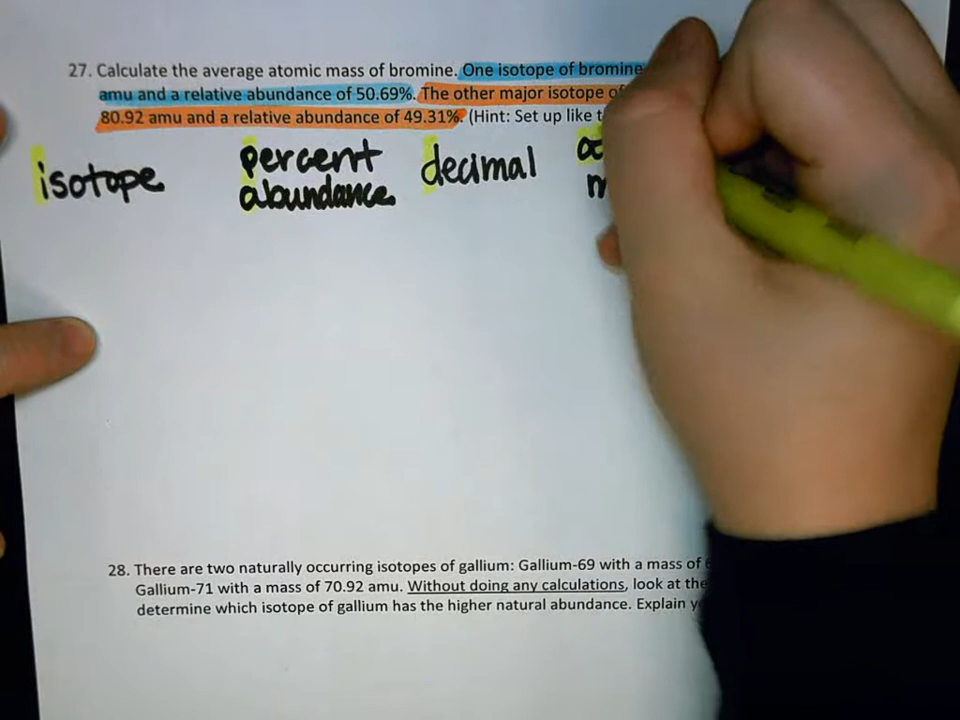 27. Calculate the average atomic mass of bromine. One isotope of bromine
amu and a relative abundance of 50.69%. The other major isotope of
80.92 amu and a relative abundance of 49.31%. (Hint: Set up like
isotope percent abundance decimal
28. There are two naturally occurring isotopes of gallium: Gallium-69 with a mass of
Gallium-71 with a mass of 70.92 amu. Without doing any calculations, look at the
determine which isotope of gallium has the higher natural abundance. Explain